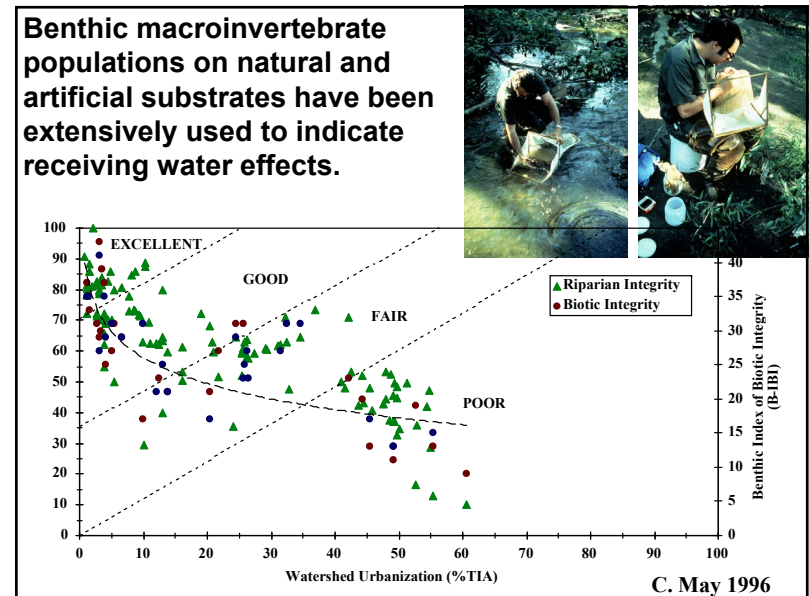 Benthic macroinvertebrate
populations on natural and
artificial substrates have been
extensively used to indicate
receiving water effects.
100
90
80
70
60
50
40
30
20
10
0
EXCELLENT
GOOD
FAIR
POOR
Riparian Integrity
Biotic Integrity
40
35
30
25
20
15
10
5
0
Benthic Index of Biotic Integrity
(B-IBI)
0 10 20 30 40 50 60 70 80 90 100
Watershed Urbanization (%TIA)
C. May 1996